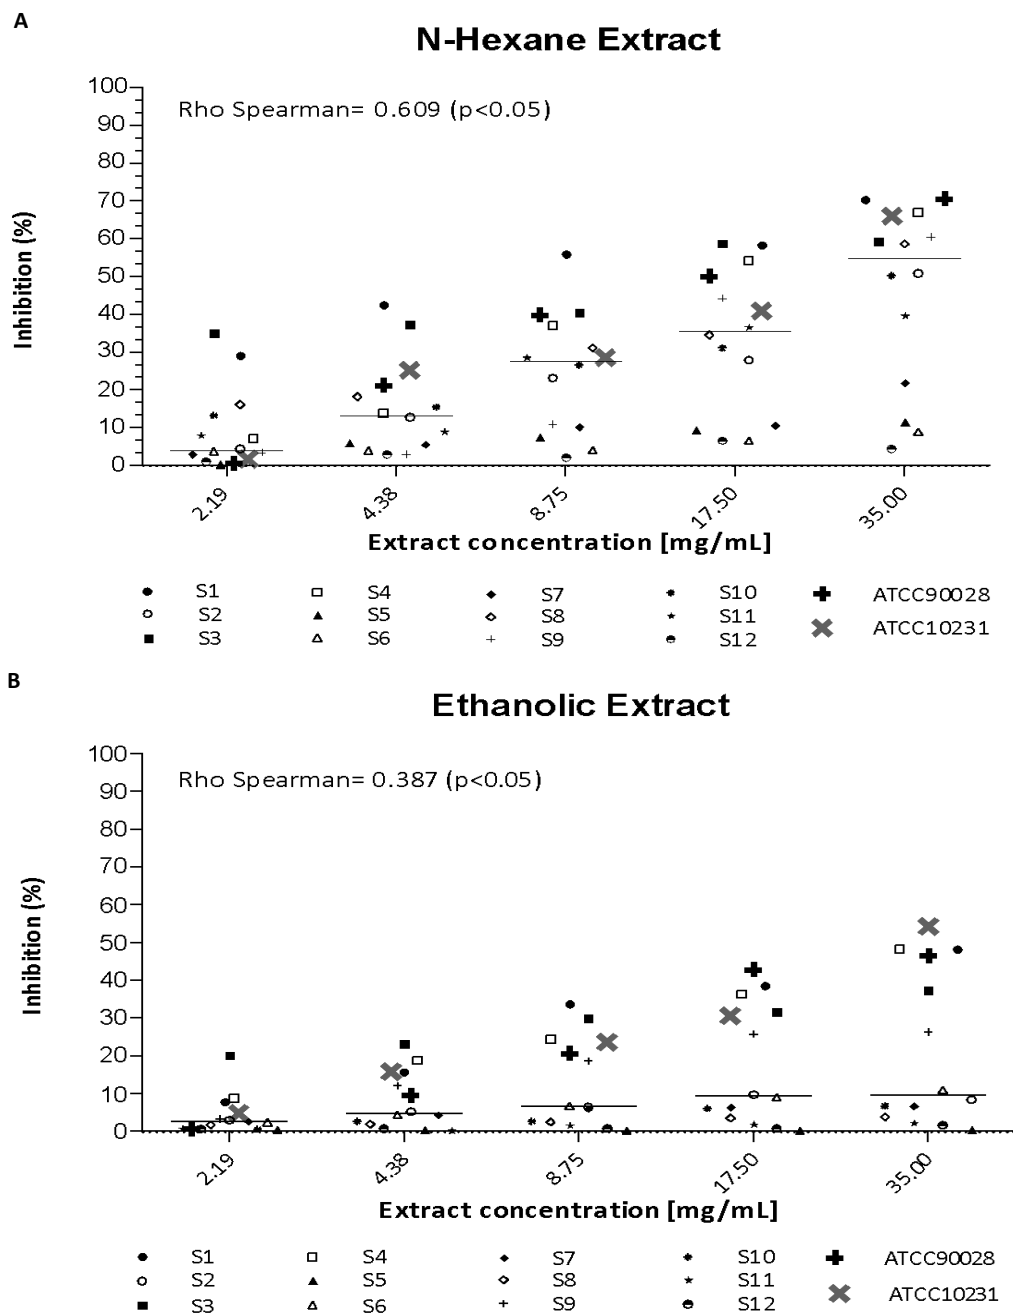 A
N-Hexane Extract
Rho Spearman= 0.609 (p<0.05)
Inhibition (%)
100
90
80
70
60
50
40
30
20
10
0
2.19
4.38
8.75
17.50
35.00
Extract concentration [mg/mL]
S1 S4 S7 S10 ATCC90028
S2 S5 S8 S11 ATCC10231
S3 S6 S9 S12
B
Ethanolic Extract
Rho Spearman= 0.387 (p<0.05)
Inhibition (%)
100
90
80
70
60
50
40
30
20
10
0
2.19
4.38
8.75
17.50
35.00
Extract concentration [mg/mL]
S1 S4 S7 S10 ATCC90028
S2 S5 S8 S11 ATCC10231
S3 S6 S9 S12